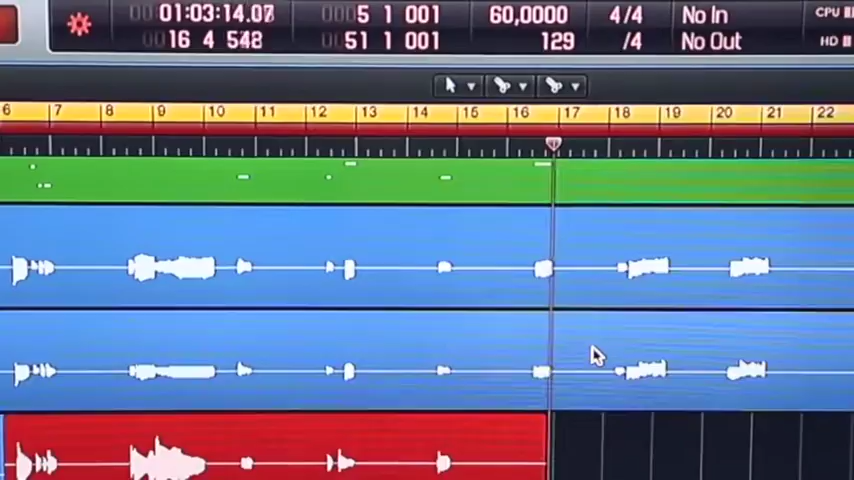 01:03:14.07 0005 1 001 60,0000 4/4 No In CPU
16 4 548 0051 1 001 129 /4 No Out HD
6 7 8 9 10 11 12 13 14 15 16 17 18 19 20 21 22